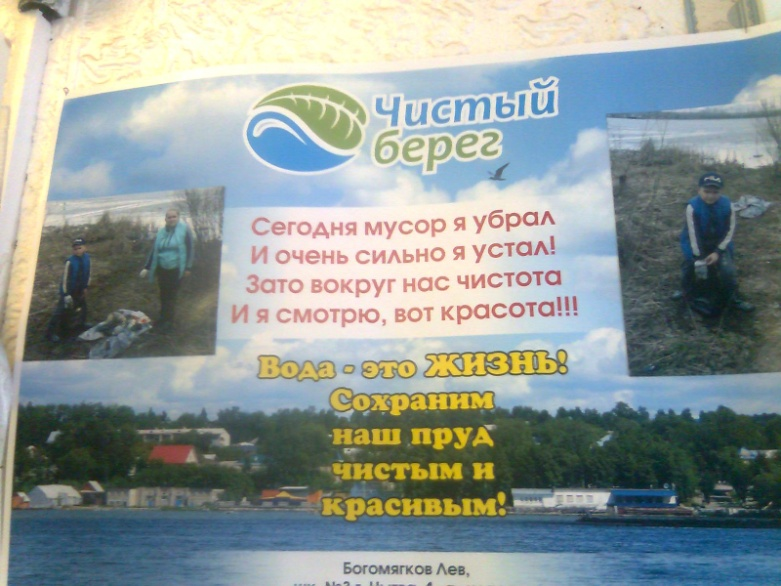 Чистый
берег
Сегодня мусор я убрал
И очень сильно я устал!
Зато вокруг нас чистота
И я смотрю, вот красота!!!
Вода - это ЖИЗНЬ!
Сохраним
наш пруд
чистым и
красивым!
Богомягков Лев,